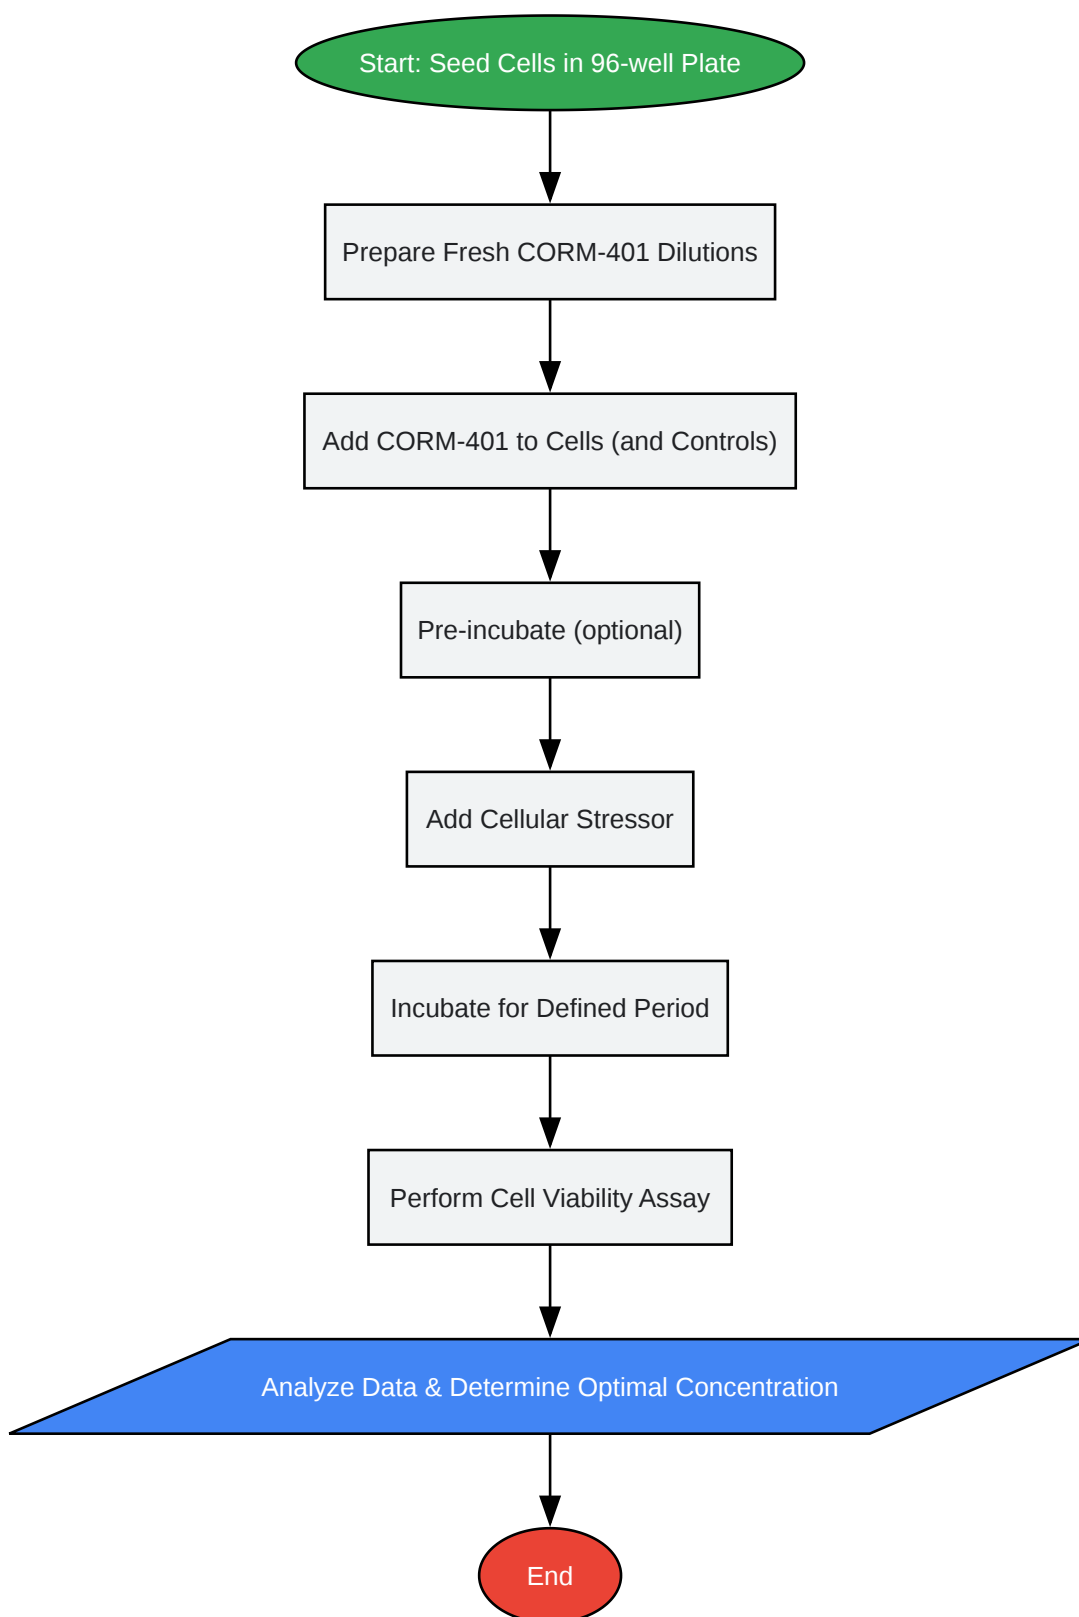 Start: Seed Cells in 96-well Plate
Prepare Fresh CORM-401 Dilutions
Add CORM-401 to Cells (and Controls)
Pre-incubate (optional)
Add Cellular Stressor
Incubate for Defined Period
Perform Cell Viability Assay
Analyze Data & Determine Optimal Concentration
End